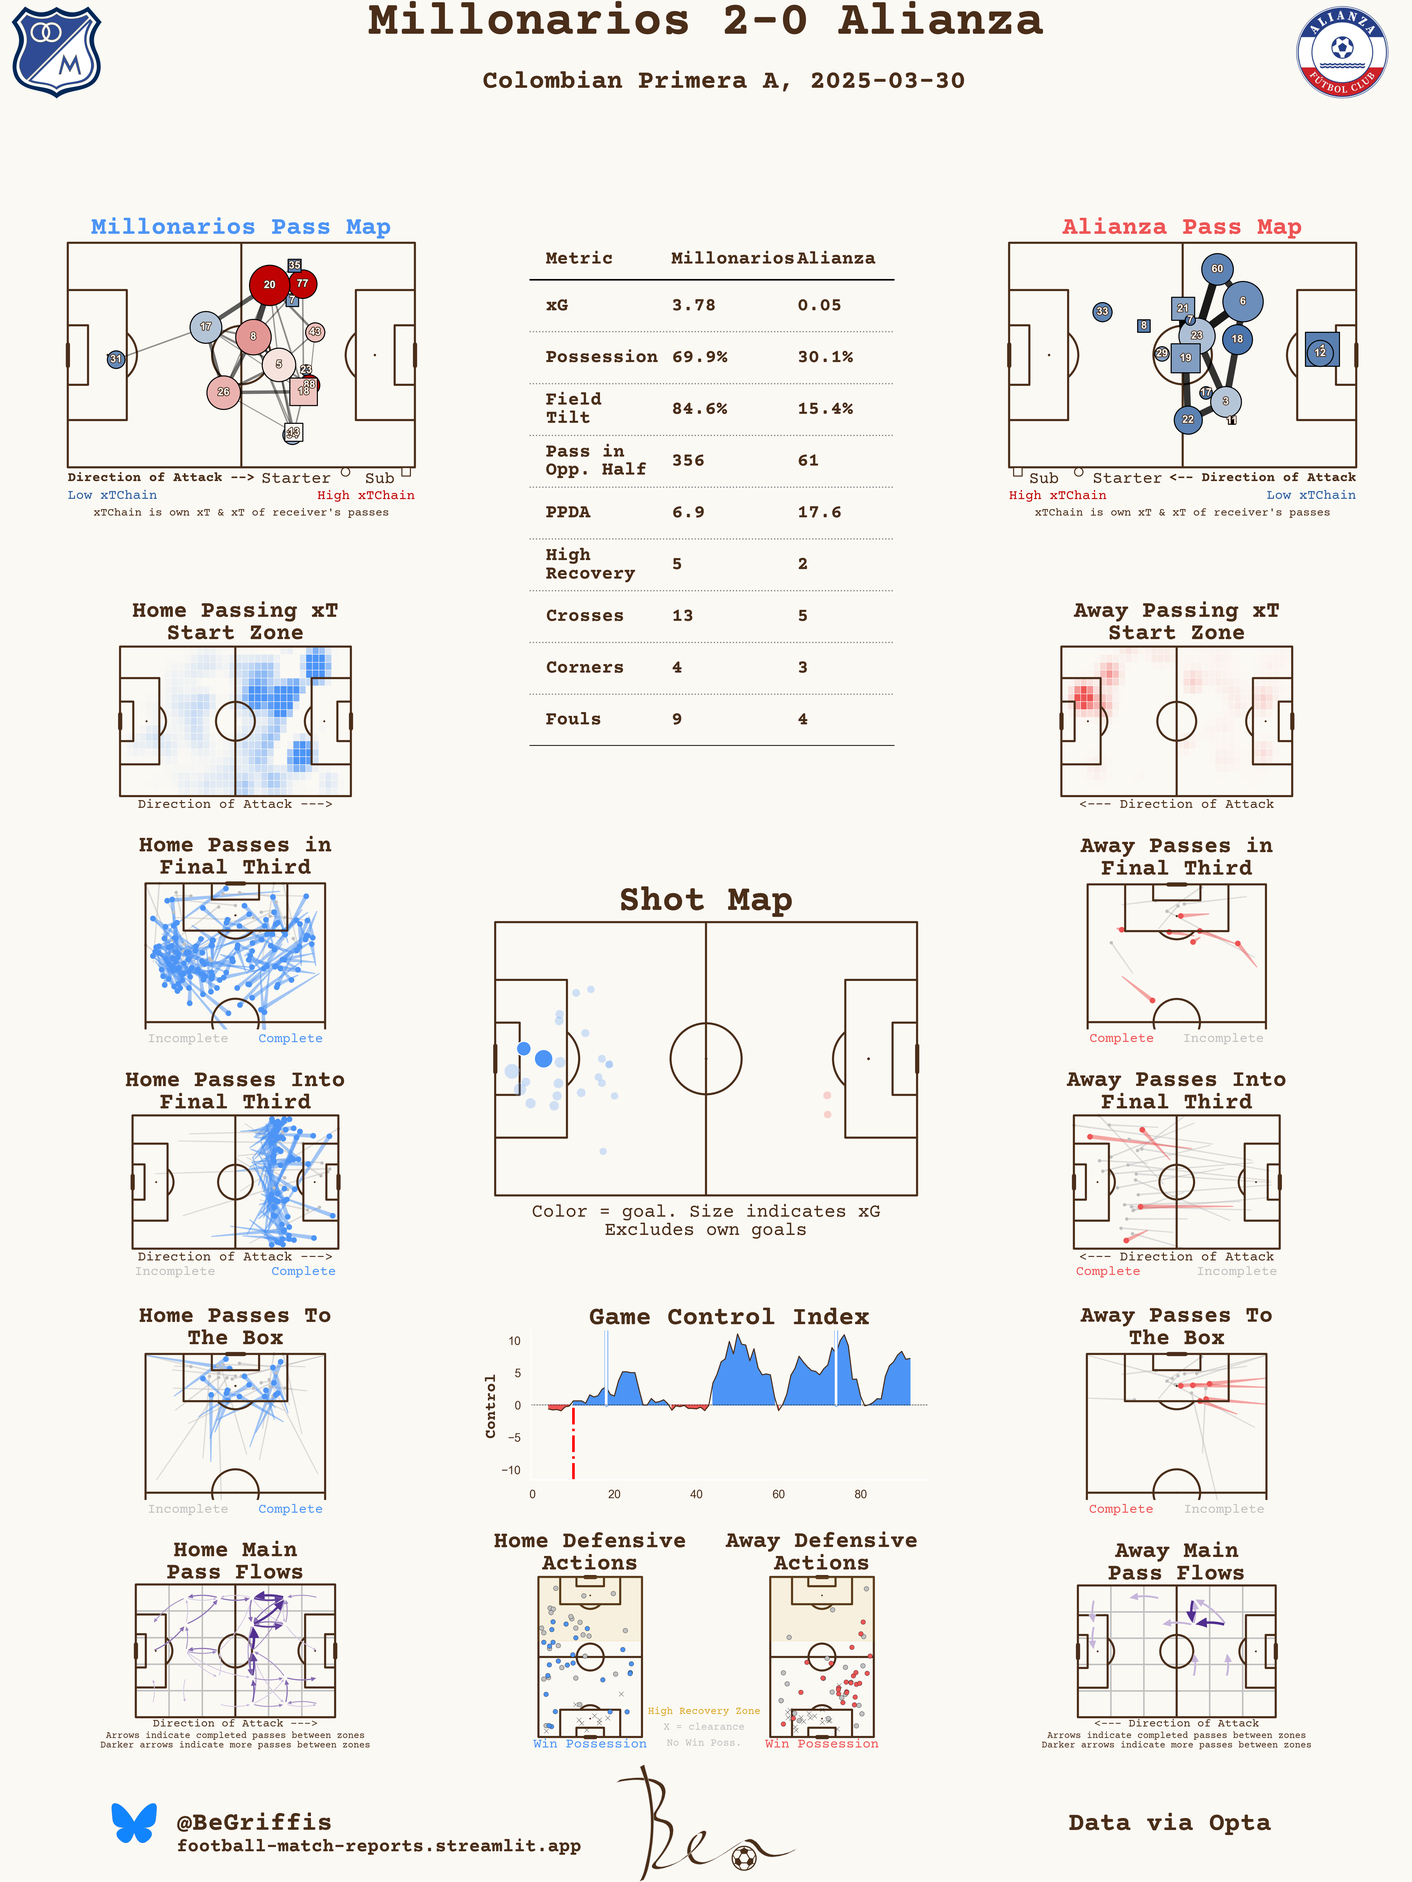 Millonarios 2-0 Alianza
Colombian Primera A, 2025-03-30
M
ALIANZA
FÚTBOL CLUB
Millonarios Pass Map
35
20
77
7
17
8
43
31
5
23
88
18
26
13
Direction of Attack --> Starter Sub
Low xTChain High xTChain
xTChain is own xT & xT of receiver's passes
Metric Millonarios Alianza
xG 3.78 0.05
Possession 69.9% 30.1%
Field
Tilt 84.6% 15.4%
Pass in
Opp. Half 356 61
PPDA 6.9 17.6
High
Recovery 5 2
Crosses 13 5
Corners 4 3
Fouls 9 4
Alianza Pass Map
60
6
33
21
7
8
23
18
29
19
12
17
3
22
11
Sub Starter <-- Direction of Attack
High xTChain Low xTChain
xTChain is own xT & xT of receiver's passes
Home Passing xT
Start Zone
Direction of Attack --->
Away Passing xT
Start Zone
<--- Direction of Attack
Home Passes in
Final Third
Incomplete Complete
Shot Map
Color = goal. Size indicates xG
Excludes own goals
Away Passes in
Final Third
Complete Incomplete
Home Passes Into
Final Third
Direction of Attack --->
Incomplete Complete
Away Passes Into
Final Third
<--- Direction of Attack
Complete Incomplete
Home Passes To
The Box
Incomplete Complete
Game Control Index
Control
10
5
0
−5
−10
0 20 40 60 80
Away Passes To
The Box
Complete Incomplete
Home Main
Pass Flows
Direction of Attack --->
Arrows indicate completed passes between zones
Darker arrows indicate more passes between zones
Home Defensive
Actions
Win Possession
High Recovery Zone
X = clearance
No Win Poss.
Away Defensive
Actions
Win Possession
Away Main
Pass Flows
<--- Direction of Attack
Arrows indicate completed passes between zones
Darker arrows indicate more passes between zones
@BeGriffis
football-match-reports.streamlit.app
Ben
Data via Opta